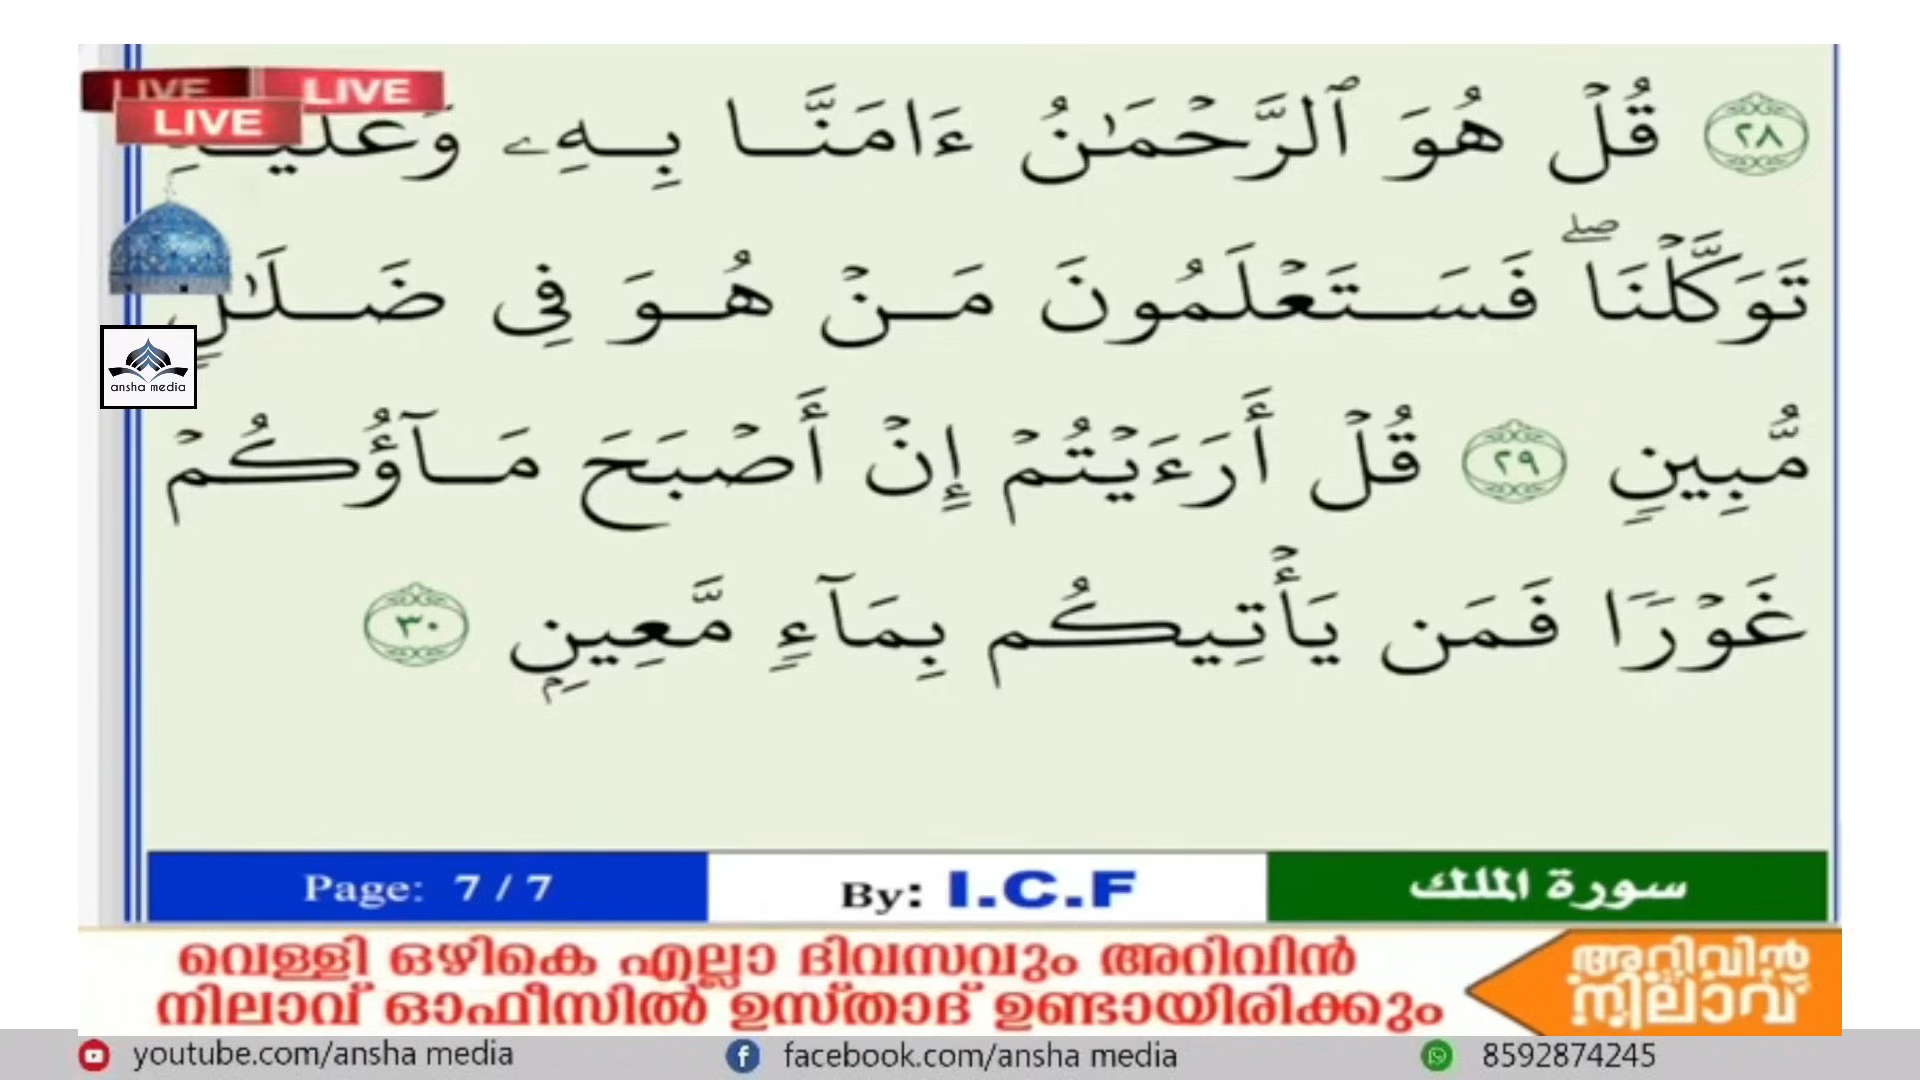 LIVE LIVE
LIVE
٢٨ قُلۡ هُوَ ٱلرَّحۡمَـٰنُ ءَامَنَّا بِهِۦ وَعَلَيۡهِ
تَوَكَّلۡنَاۖ فَسَتَعۡلَمُونَ مَنۡ هُوَ فِى ضَلَـٰلٍ
مُّبِينٍ ٢٩ قُلۡ أَرَءَيۡتُمۡ إِنۡ أَصۡبَحَ مَآؤُكُمۡ
غَوۡرًا فَمَن يَأۡتِيكُم بِمَآءٍ مَّعِينِۭ ٣٠
ansha media
Page: 7 / 7
By: I.C.F
سورة الملك
വെള്ളി ഒഴികെ എല്ലാ ദിവസവും അറിവിൻ
നിലാവ് ഓഫീസിൽ ഉസ്താദ് ഉണ്ടായിരിക്കും
അറിവിൻ
നിലാവ്
youtube.com/ansha media
facebook.com/ansha media
8592874245